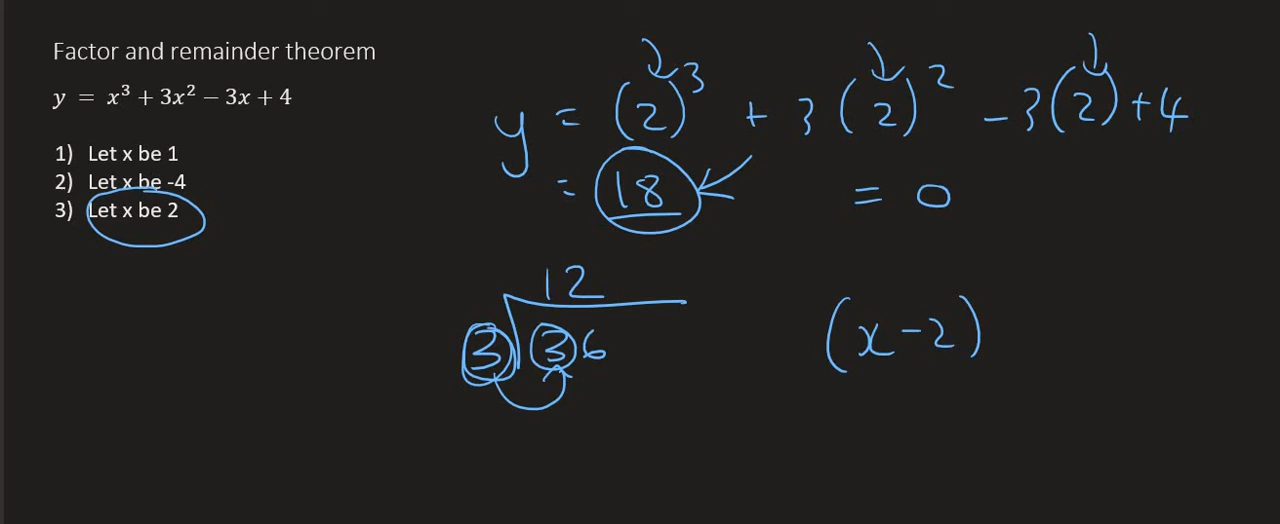 Factor and remainder theorem
y = x³ + 3x² − 3x + 4
1) Let x be 1
2) Let x be -4
3) Let x be 2
y = (2)³ + 3(2)² − 3(2) + 4
= 18
= 0
12
3 36
(x − 2)